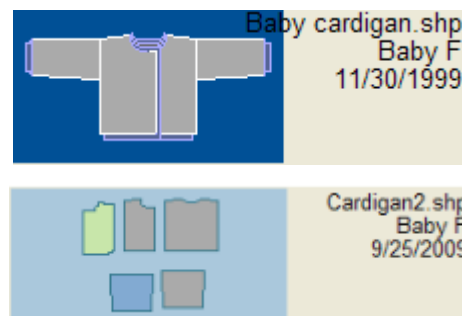 Baby cardigan.shp
Baby F
11/30/1999
Cardigan2.shp
Baby F
9/25/2009